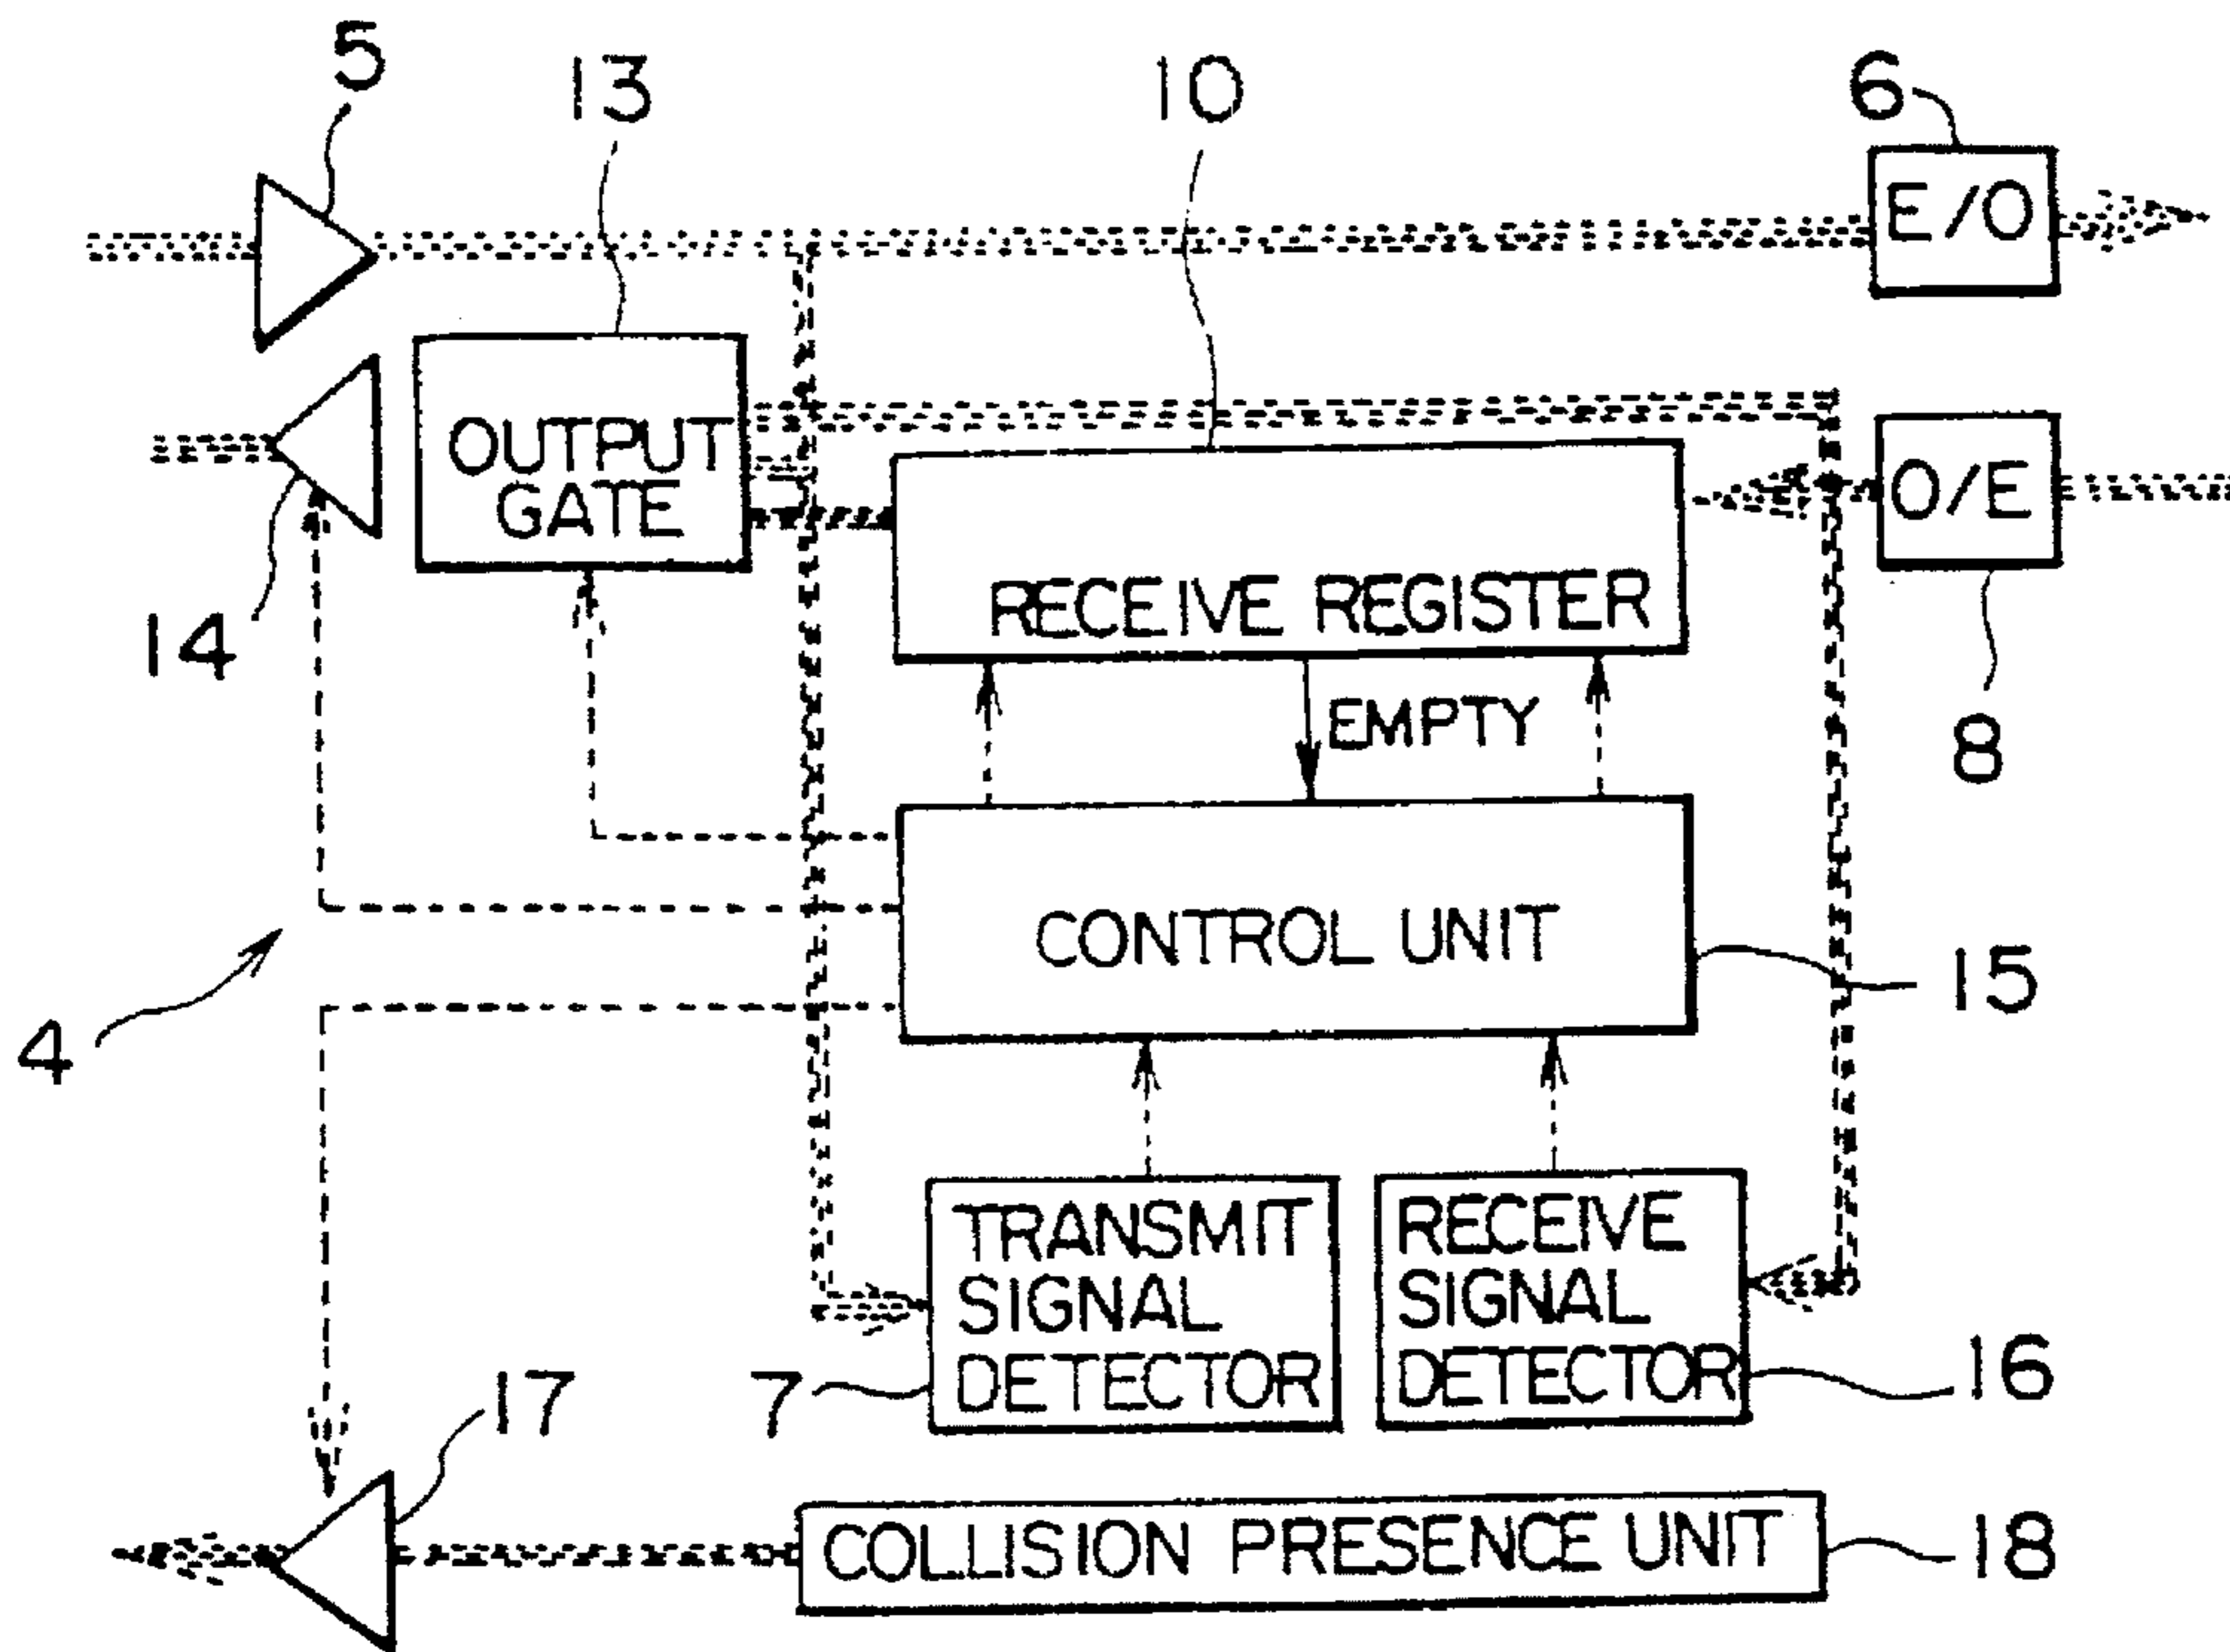 5
13
10
6
E/O
OUTPUT
GATE
O/E
RECEIVE REGISTER
14
EMPTY
8
CONTROL UNIT
15
4
TRANSMIT
SIGNAL
DETECTOR
RECEIVE
SIGNAL
DETECTOR
17
7
16
COLLISION PRESENCE UNIT
18